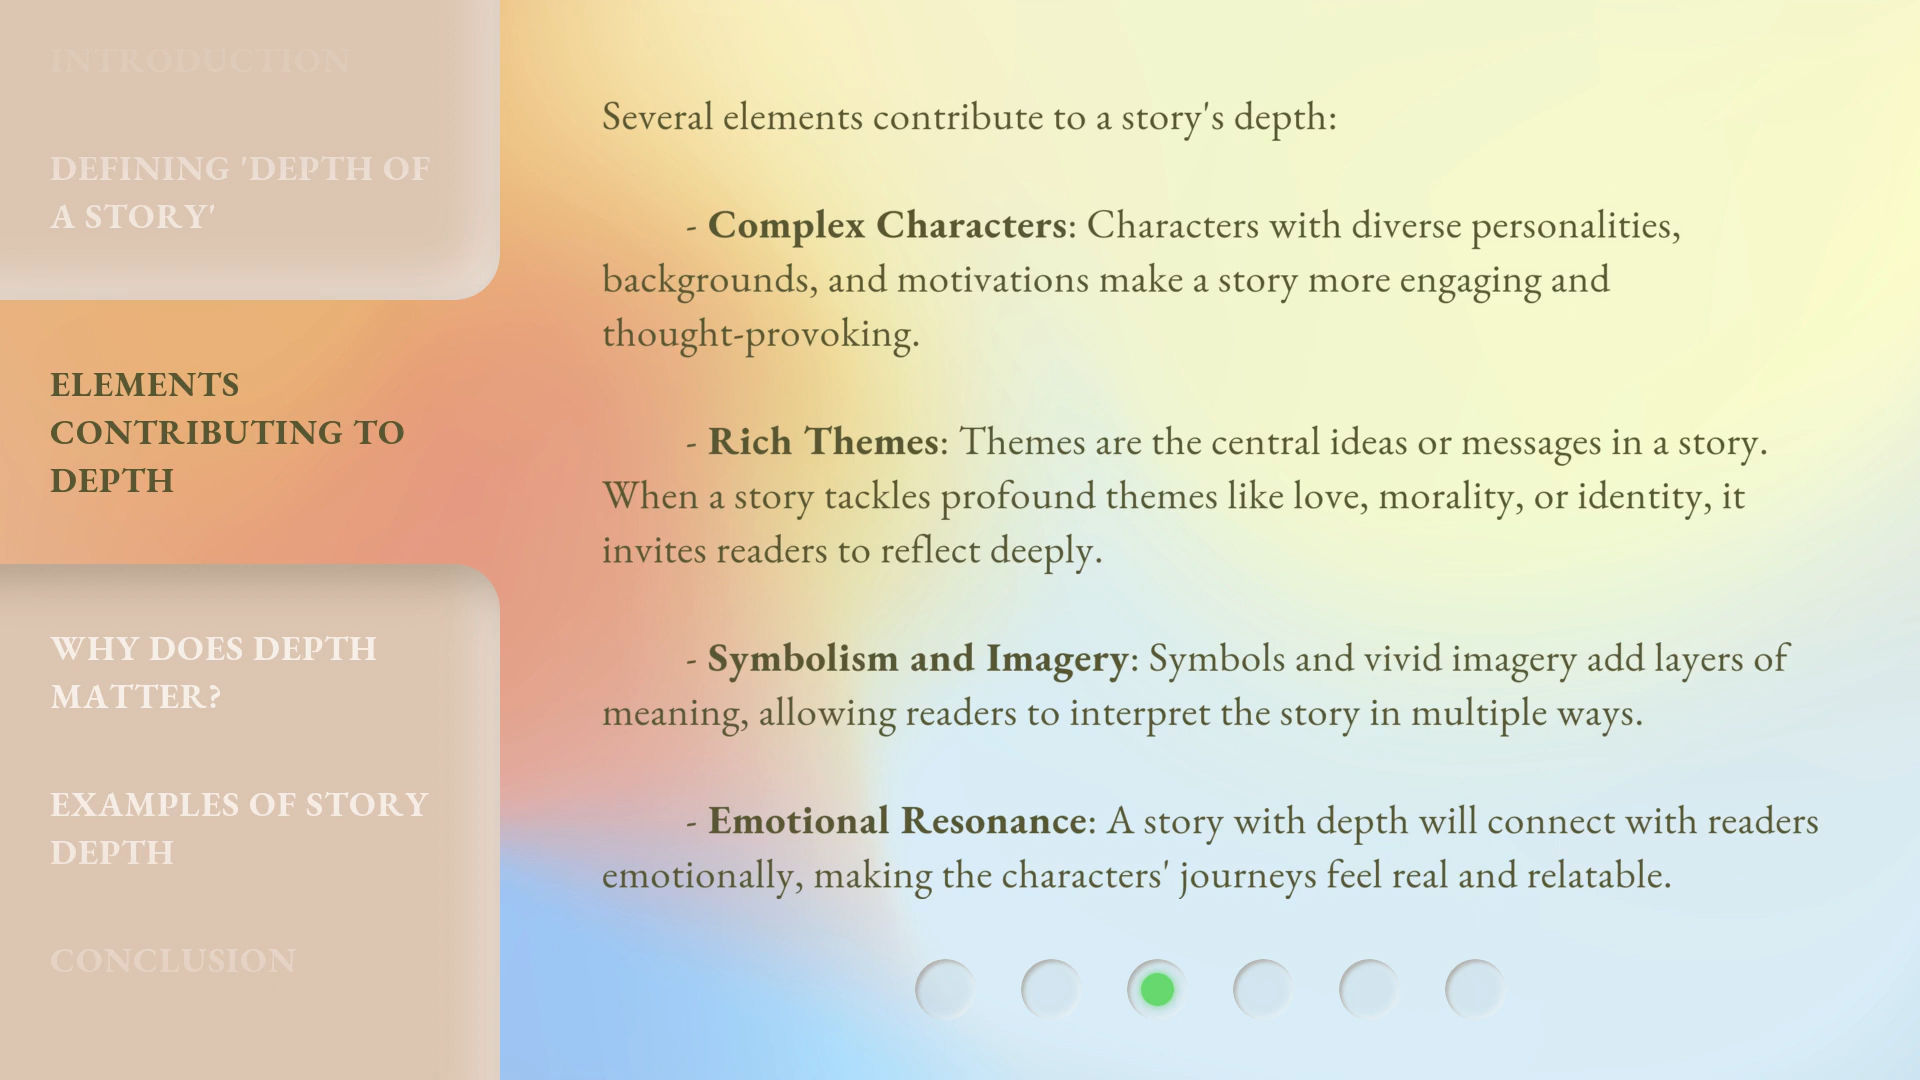 INTRODUCTION
DEFINING 'DEPTH OF
A STORY'
ELEMENTS
CONTRIBUTING TO
DEPTH
WHY DOES DEPTH
MATTER?
EXAMPLES OF STORY
DEPTH
CONCLUSION
Several elements contribute to a story's depth:
- Complex Characters: Characters with diverse personalities,
backgrounds, and motivations make a story more engaging and
thought-provoking.
- Rich Themes: Themes are the central ideas or messages in a story.
When a story tackles profound themes like love, morality, or identity, it
invites readers to reflect deeply.
- Symbolism and Imagery: Symbols and vivid imagery add layers of
meaning, allowing readers to interpret the story in multiple ways.
- Emotional Resonance: A story with depth will connect with readers
emotionally, making the characters' journeys feel real and relatable.